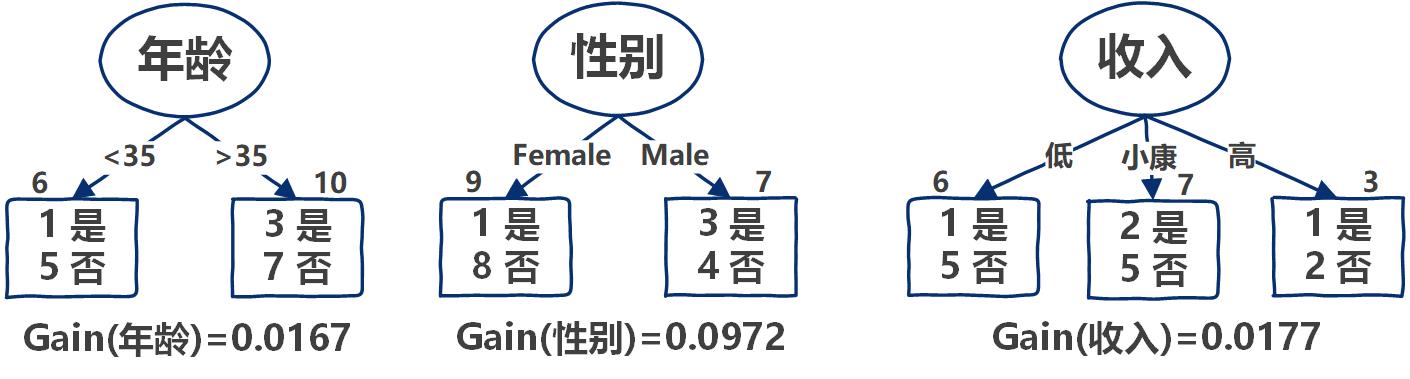 年龄
<35
>35
6
10
1 是
5 否
3 是
7 否
Gain(年龄)=0.0167
性别
Female
Male
9
7
1 是
8 否
3 是
4 否
Gain(性别)=0.0972
收入
低
小康
高
6
7
3
1 是
5 否
2 是
5 否
1 是
2 否
Gain(收入)=0.0177